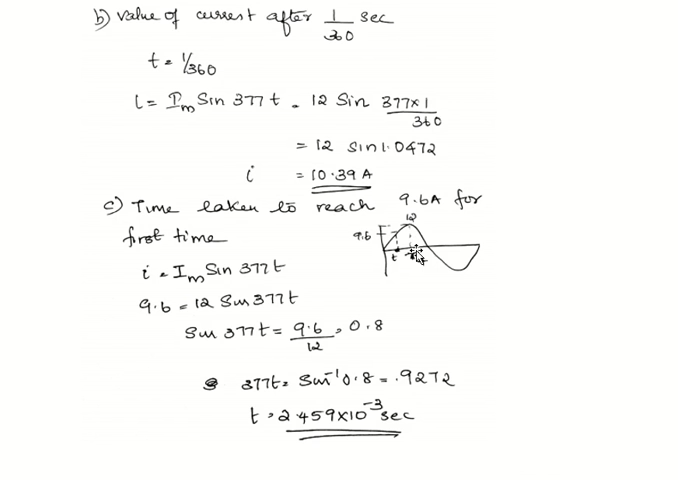 b) Value of current after 1/360 sec
t = 1/360
i = Im Sin 377 t = 12 Sin 377×1/360
= 12 sin 1.0472
i = 10.39 A
c) Time taken to reach 9.6A for
first time
12
9.6
t
i = Im Sin 377t
9.6 = 12 Sin 377t
Sin 377t = 9.6/12 = 0.8
377t = Sin⁻¹ 0.8 = .9272
t = 2.459×10⁻³ sec